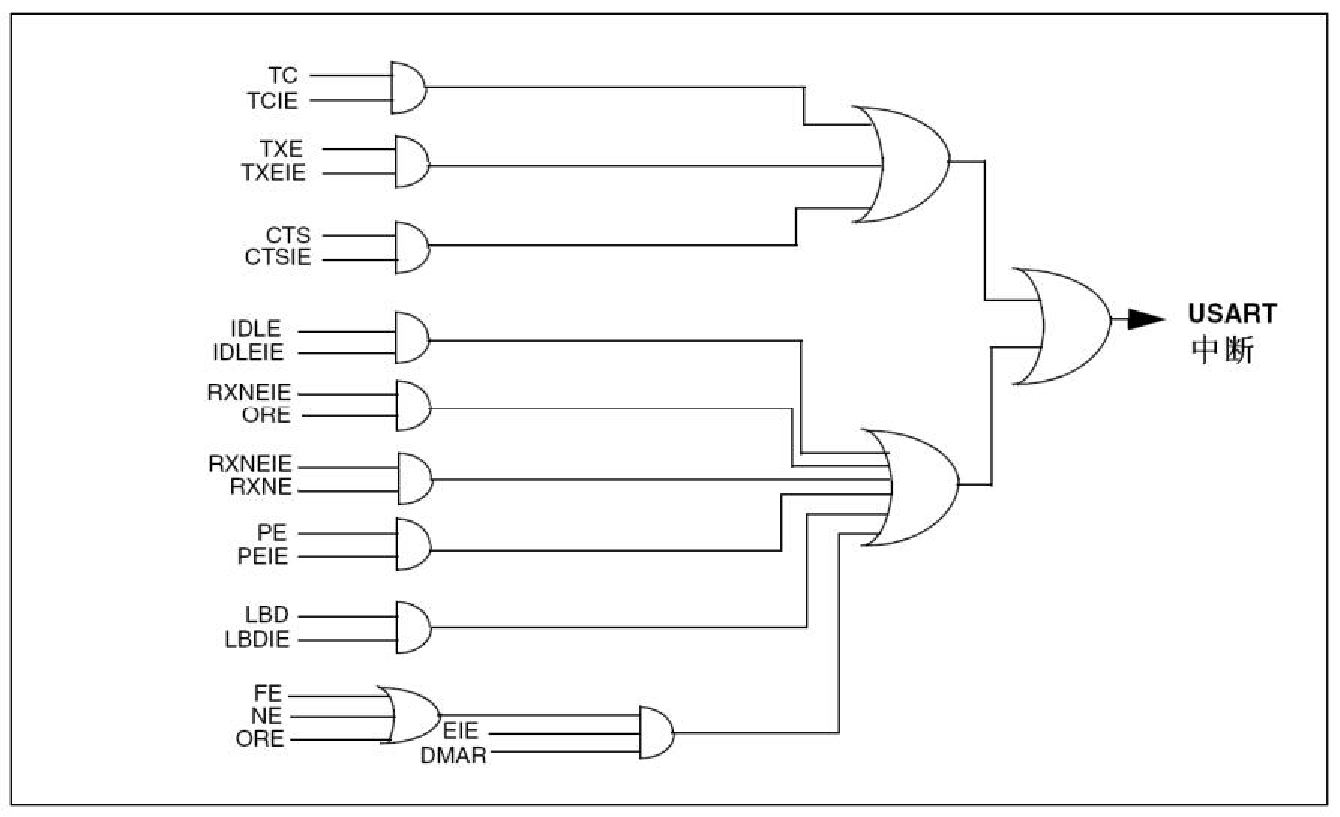 TC
TCIE
TXE
TXEIE
CTS
CTSIE
IDLE
IDLEIE
RXNEIE
ORE
RXNEIE
RXNE
PE
PEIE
LBD
LBDIE
FE
NE
ORE
EIE
DMAR
USART
中断